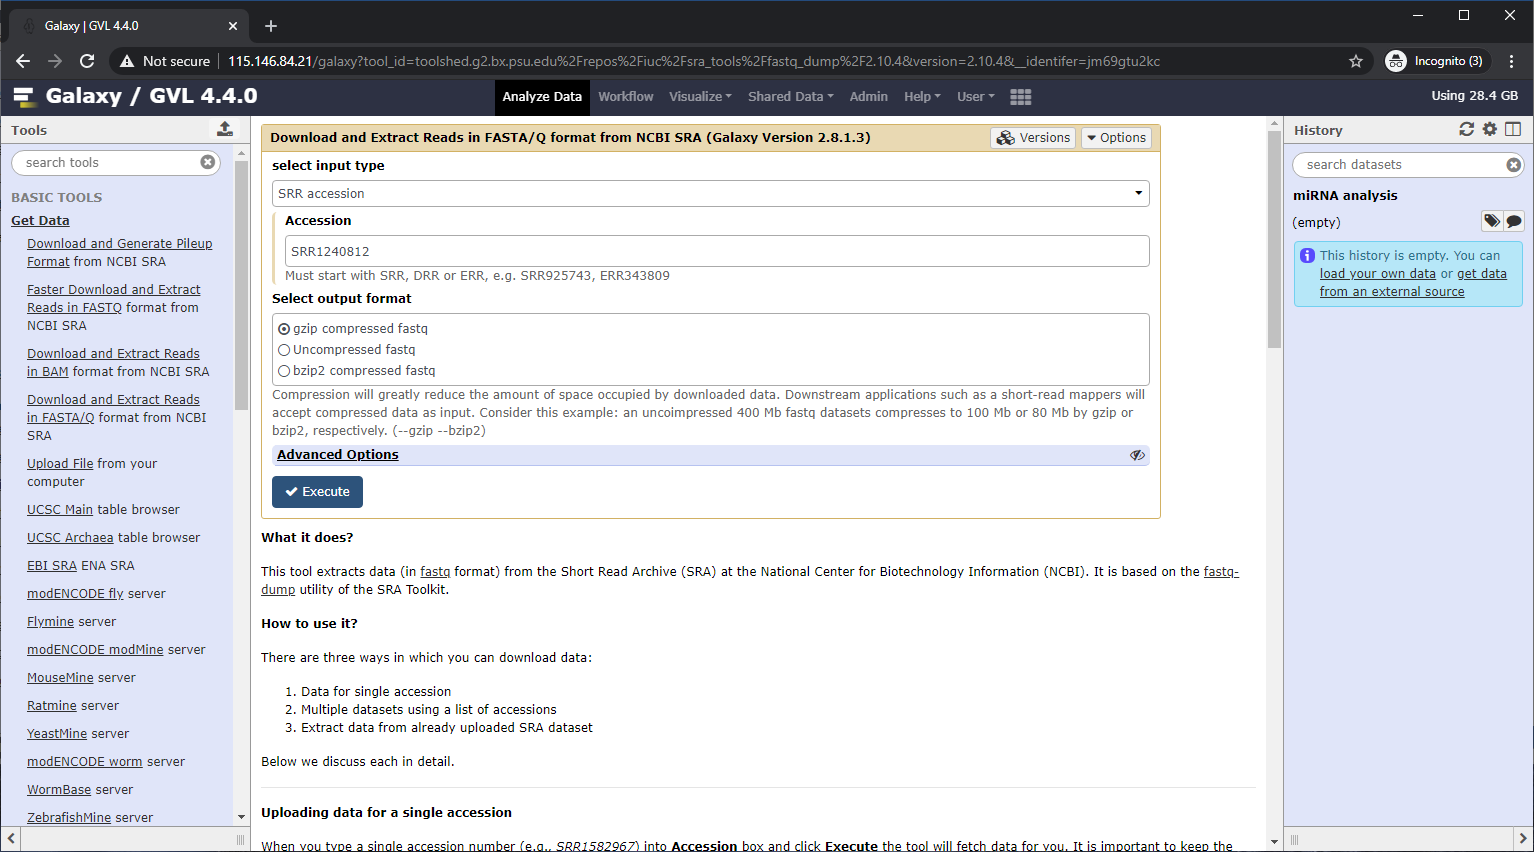 Galaxy | GVL 4.4.0
Not secure
115.146.84.21/galaxy?tool_id=toolshed.g2.bx.psu.edu%2Frepos%2Fiuc%2Fsra_tools%2Ffastq_dump%2F2.10.4&version=2.10.4&__identifer=jm69gtu2kc
Incognito (3)
Galaxy / GVL 4.4.0
Analyze Data
Workflow
Visualize
Shared Data
Admin
Help
User
Using 28.4 GB
Tools
search tools
BASIC TOOLS
Get Data
Download and Generate Pileup
Format from NCBI SRA
Faster Download and Extract
Reads in FASTQ format from
NCBI SRA
Download and Extract Reads
in BAM format from NCBI SRA
Download and Extract Reads
in FASTA/Q format from NCBI
SRA
Upload File from your
computer
UCSC Main table browser
UCSC Archaea table browser
EBI SRA ENA SRA
modENCODE fly server
Flymine server
modENCODE modMine server
MouseMine server
Ratmine server
YeastMine server
modENCODE worm server
WormBase server
ZebrafishMine server
Download and Extract Reads in FASTA/Q format from NCBI SRA (Galaxy Version 2.8.1.3)
Versions
Options
select input type
SRR accession
Accession
SRR1240812
Must start with SRR, DRR or ERR, e.g. SRR925743, ERR343809
Select output format
gzip compressed fastq
Uncompressed fastq
bzip2 compressed fastq
Compression will greatly reduce the amount of space occupied by downloaded data. Downstream applications such as a short-read mappers will
accept compressed data as input. Consider this example: an uncoimpressed 400 Mb fastq datasets compresses to 100 Mb or 80 Mb by gzip or
bzip2, respectively. (--gzip --bzip2)
Advanced Options
Execute
What it does?
This tool extracts data (in fastq format) from the Short Read Archive (SRA) at the National Center for Biotechnology Information (NCBI). It is based on the fastq-
dump utility of the SRA Toolkit.
How to use it?
There are three ways in which you can download data:
1. Data for single accession
2. Multiple datasets using a list of accessions
3. Extract data from already uploaded SRA dataset
Below we discuss each in detail.
Uploading data for a single accession
When you type a single accession number (e.g., SRR1582967) into Accession box and click Execute the tool will fetch data for you. It is important to keep the
History
search datasets
miRNA analysis
(empty)
This history is empty. You can
load your own data or get data
from an external source